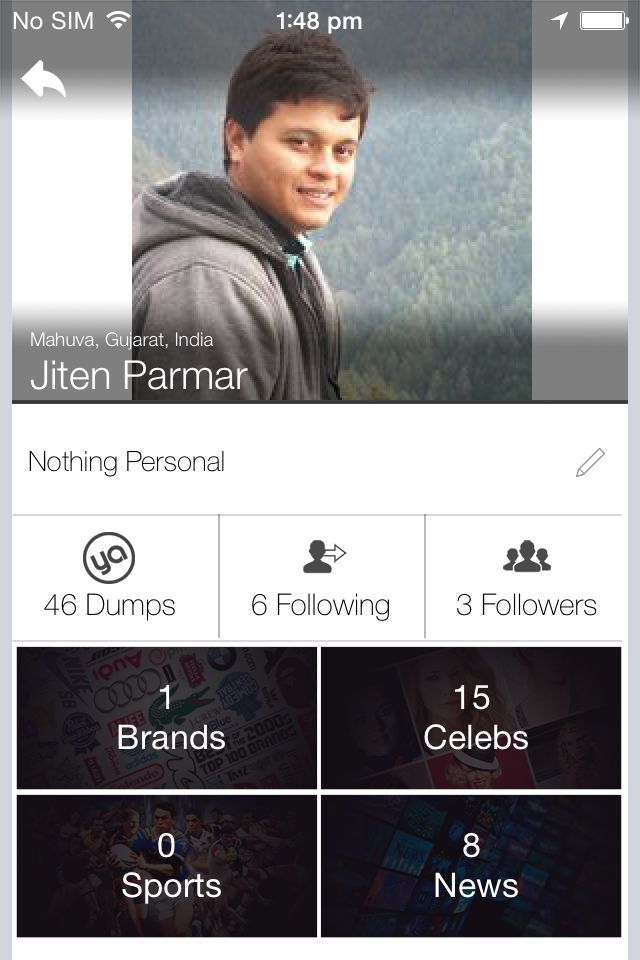 No SIM 1:48 pm
Mahuva, Gujarat, India
Jiten Parmar
Nothing Personal
ya
46 Dumps 6 Following 3 Followers
1 15
Brands Celebs
0 8
Sports News